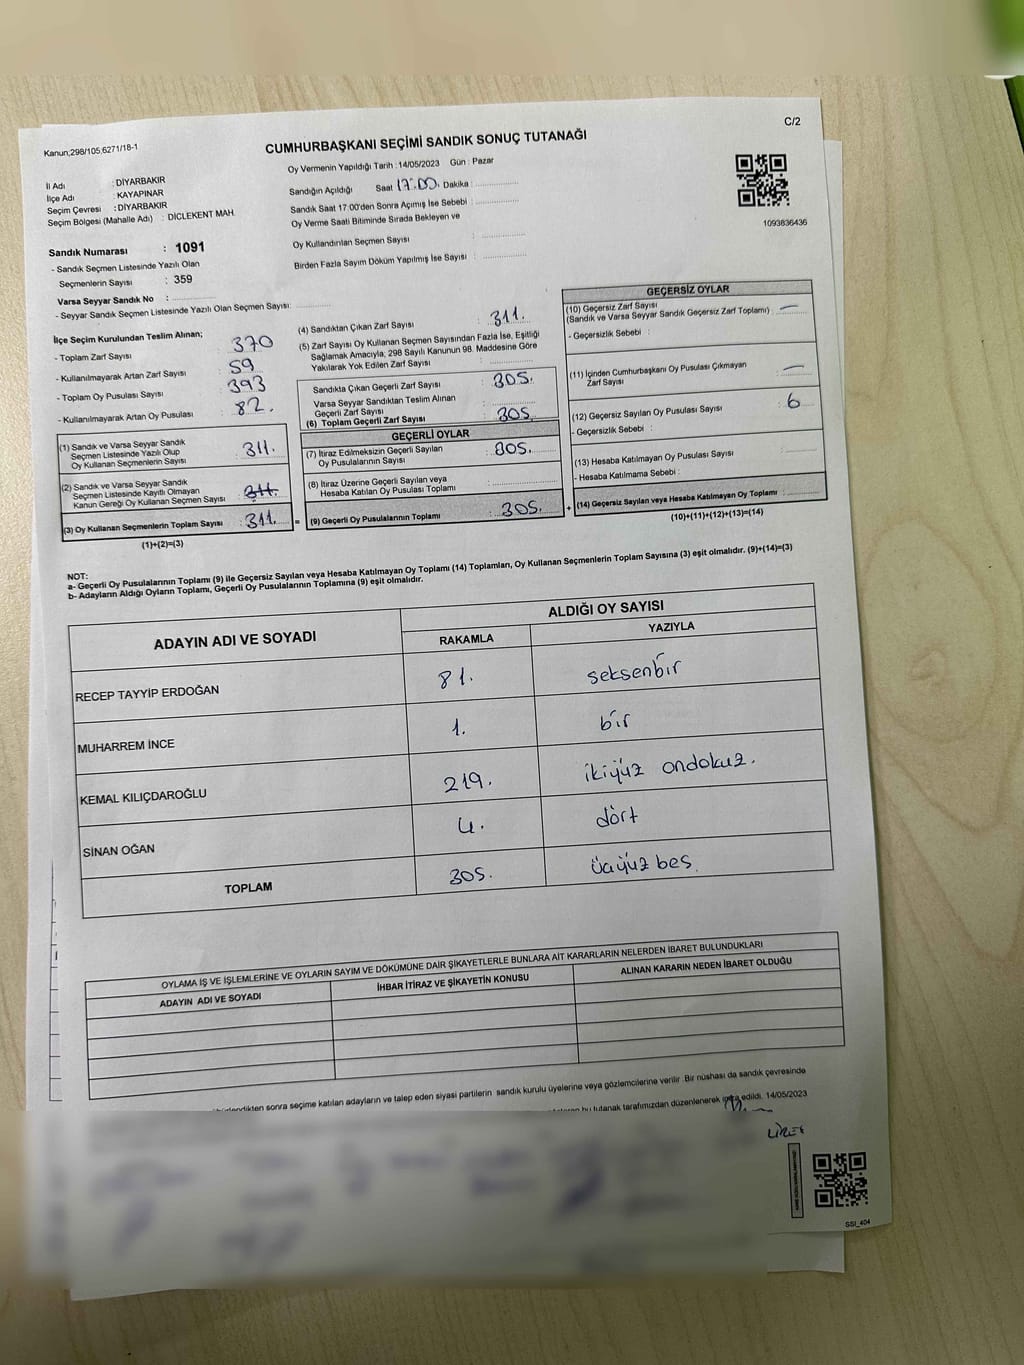 Kanun;298/105,6271/18-1
CUMHURBAŞKANI SEÇİMİ SANDIK SONUÇ TUTANAĞI
C/2
Oy Vermenin Yapıldığı Tarih : 14/05/2023 Gün : Pazar
İl Adı : DİYARBAKIR
İlçe Adı : KAYAPINAR
Seçim Çevresi : DİYARBAKIR
Seçim Bölgesi (Mahalle Adı) : DİCLEKENT MAH.
Sandığın Açıldığı Saat 17:00. Dakika :
Sandık Saat 17:00'den Sonra Açımış İse Sebebi :
Oy Verme Saati Bitiminde Sırada Bekleyen ve
Oy Kullandırılan Seçmen Sayısı :
Birden Fazla Sayım Döküm Yapılmış İse Sayısı :
1093836436
Sandık Numarası : 1091
- Sandık Seçmen Listesinde Yazılı Olan
Seçmenlerin Sayısı : 359
Varsa Seyyar Sandık No :
- Seyyar Sandık Seçmen Listesinde Yazılı Olan Seçmen Sayısı:
İlçe Seçim Kurulundan Teslim Alınan;
- Toplam Zarf Sayısı : 370
- Kullanılmayarak Artan Zarf Sayısı : 59
- Toplam Oy Pusulası Sayısı : 393
- Kullanılmayarak Artan Oy Pusulası : 82.
(1) Sandık ve Varsa Seyyar Sandık
Seçmen Listesinde Yazılı Olup
Oy Kullanan Seçmenlerin Sayısı : 311.
(2) Sandık ve Varsa Seyyar Sandık
Seçmen Listesinde Kayıtlı Olmayan
Kanun Gereği Oy Kullanan Seçmen Sayısı : 311.
(3) Oy Kullanan Seçmenlerin Toplam Sayısı : 311. =
(1)+(2)=(3)
(4) Sandıktan Çıkan Zarf Sayısı : 311.
(5) Zarf Sayısı Oy Kullanan Seçmen Sayısından Fazla İse, Eşitliği
Sağlamak Amacıyla; 298 Sayılı Kanunun 98. Maddesine Göre
Yakılarak Yok Edilen Zarf Sayısı :
Sandıkta Çıkan Geçerli Zarf Sayısı : 305.
Varsa Seyyar Sandıktan Teslim Alınan
Geçerli Zarf Sayısı :
(6) Toplam Geçerli Zarf Sayısı : 305.
GEÇERLİ OYLAR
(7) İtiraz Edilmeksizin Geçerli Sayılan
Oy Pusulalarının Sayısı : 305.
(8) İtiraz Üzerine Geçerli Sayılan veya
Hesaba Katılan Oy Pusulası Toplamı :
(9) Geçerli Oy Pusulalarının Toplamı : 305. +
GEÇERSİZ OYLAR
(10) Geçersiz Zarf Sayısı
(Sandık ve Varsa Seyyar Sandık Geçersiz Zarf Toplamı) : —
- Geçersizlik Sebebi :
(11) İçinden Cumhurbaşkanı Oy Pusulası Çıkmayan
Zarf Sayısı : —
(12) Geçersiz Sayılan Oy Pusulası Sayısı : 6
- Geçersizlik Sebebi :
(13) Hesaba Katılmayan Oy Pusulası Sayısı :
- Hesaba Katılmama Sebebi :
(14) Geçersiz Sayılan veya Hesaba Katılmayan Oy Toplamı :
(10)+(11)+(12)+(13)=(14)
NOT:
a- Geçerli Oy Pusulalarının Toplamı (9) ile Geçersiz Sayılan veya Hesaba Katılmayan Oy Toplamı (14) Toplamları, Oy Kullanan Seçmenlerin Toplam Sayısına (3) eşit olmalıdır. (9)+(14)=(3)
b- Adayların Aldığı Oyların Toplamı, Geçerli Oy Pusulalarının Toplamına (9) eşit olmalıdır.
ADAYIN ADI VE SOYADI
ALDIĞI OY SAYISI
RAKAMLA YAZIYLA
RECEP TAYYİP ERDOĞAN 81. seksenbir
MUHARREM İNCE 1. bir
KEMAL KILIÇDAROĞLU 219. ikiyüz ondokuz.
SİNAN OĞAN 4. dört
TOPLAM 305. üçyüz beş
OYLAMA İŞ VE İŞLEMLERİNE VE OYLARIN SAYIM VE DÖKÜMÜNE DAİR ŞİKAYETLERLE BUNLARA AİT KARARLARIN NELERDEN İBARET BULUNDUKLARI
ADAYIN ADI VE SOYADI İHBAR İTİRAZ VE ŞİKAYETİN KONUSU ALINAN KARARIN NEDEN İBARET OLDUĞU
sonra seçime katılan adayların ve talep eden siyasi partilerin sandık kurulu üyelerine veya gözlemcilerine verilir. Bir nüshası da sandık çevresinde
bu tutanak tarafımızdan düzenlenerek imza edildi. 14/05/2023
SSI_404